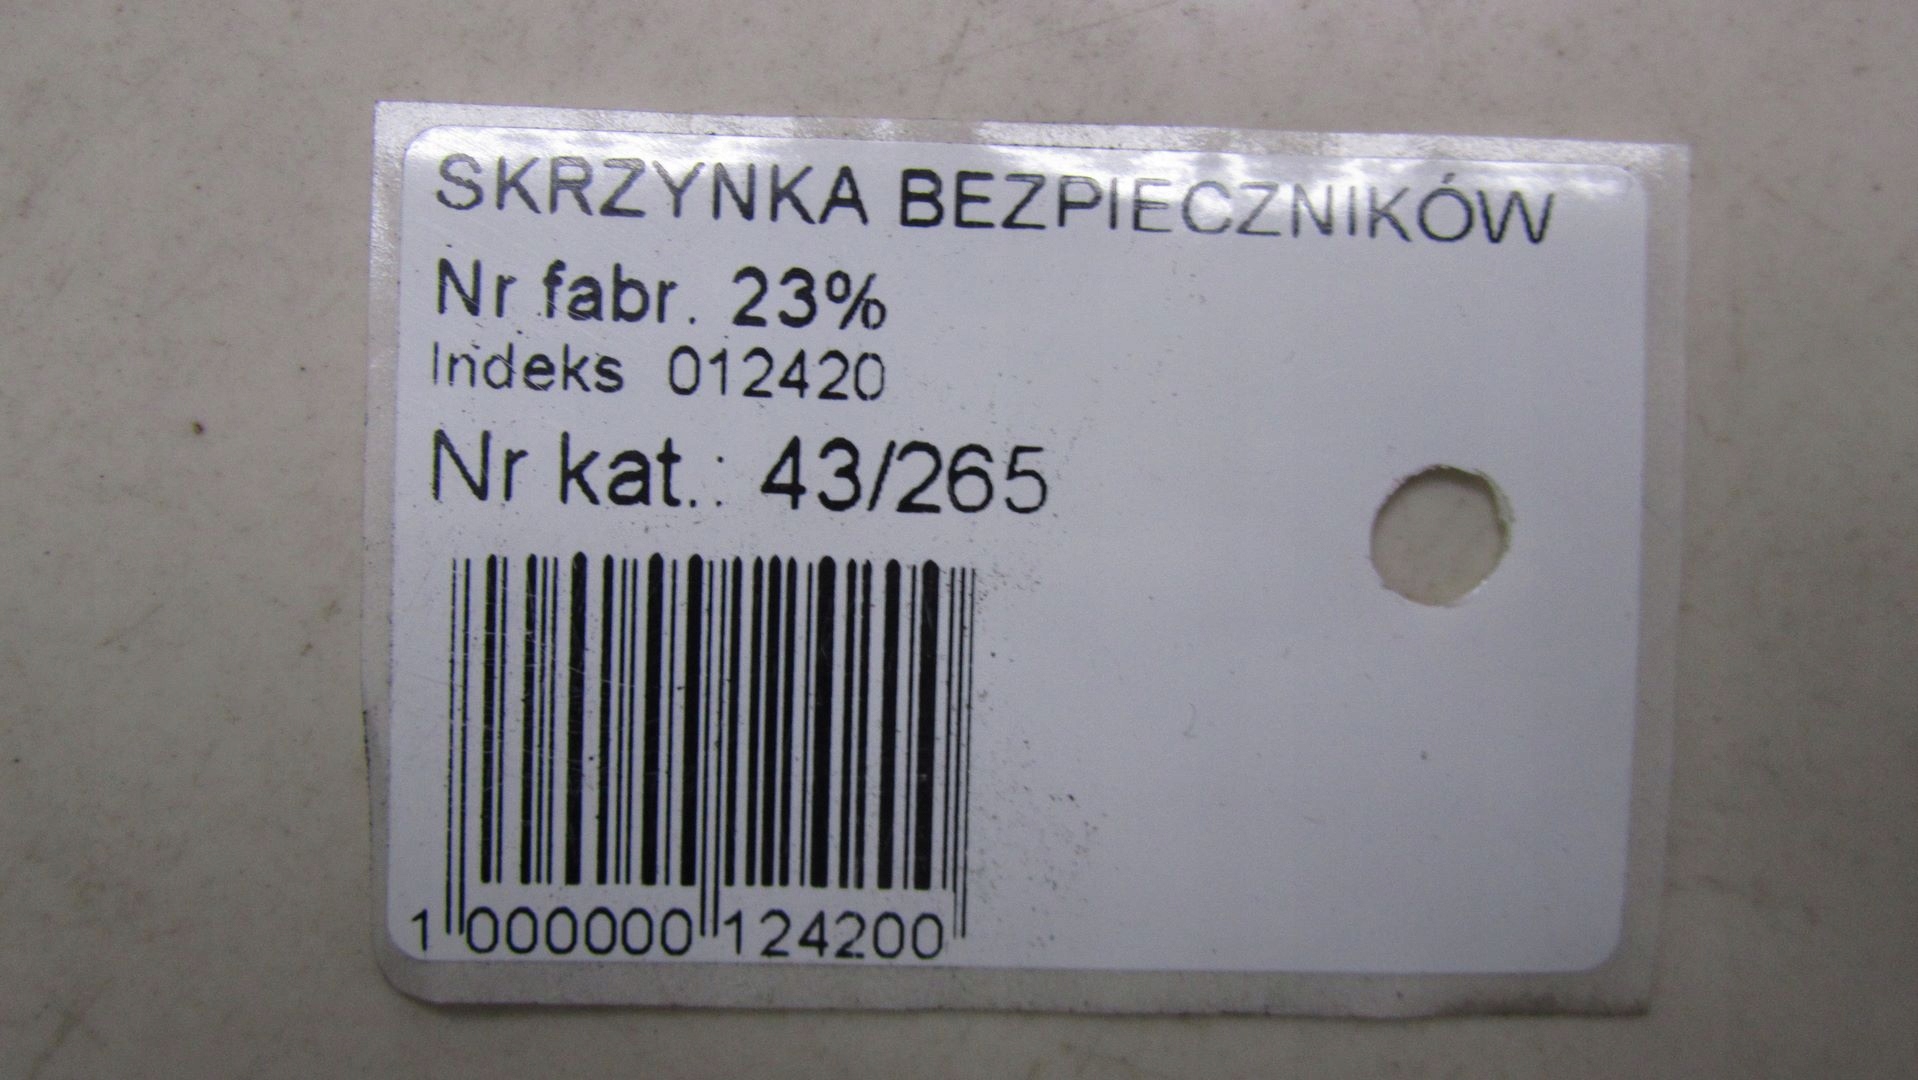 SKRZYNKA BEZPIECZNIKÓW
Nr fabr. 23%
Indeks 012420
Nr kat.: 43/265
1 000000 124200